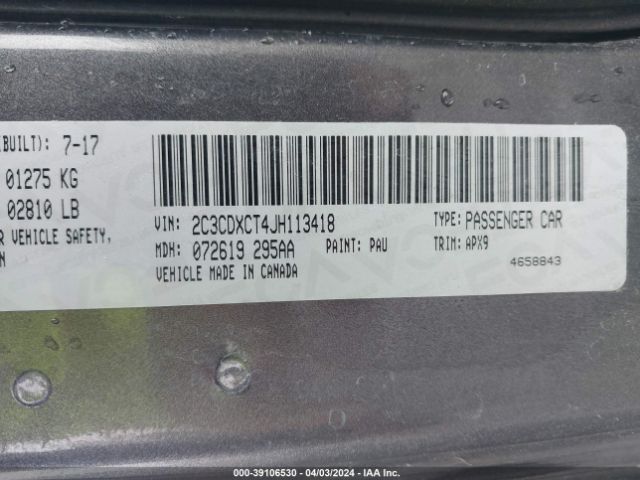 (BUILT): 7-17
01275 KG
02810 LB
R VEHICLE SAFETY,
N
VIN: 2C3CDXCT4JH113418 TYPE: PASSENGER CAR
MDH: 072619 295AA PAINT: PAU TRIM: APX9
VEHICLE MADE IN CANADA 4658843
000-39106530 - 04/03/2024 - IAA Inc.